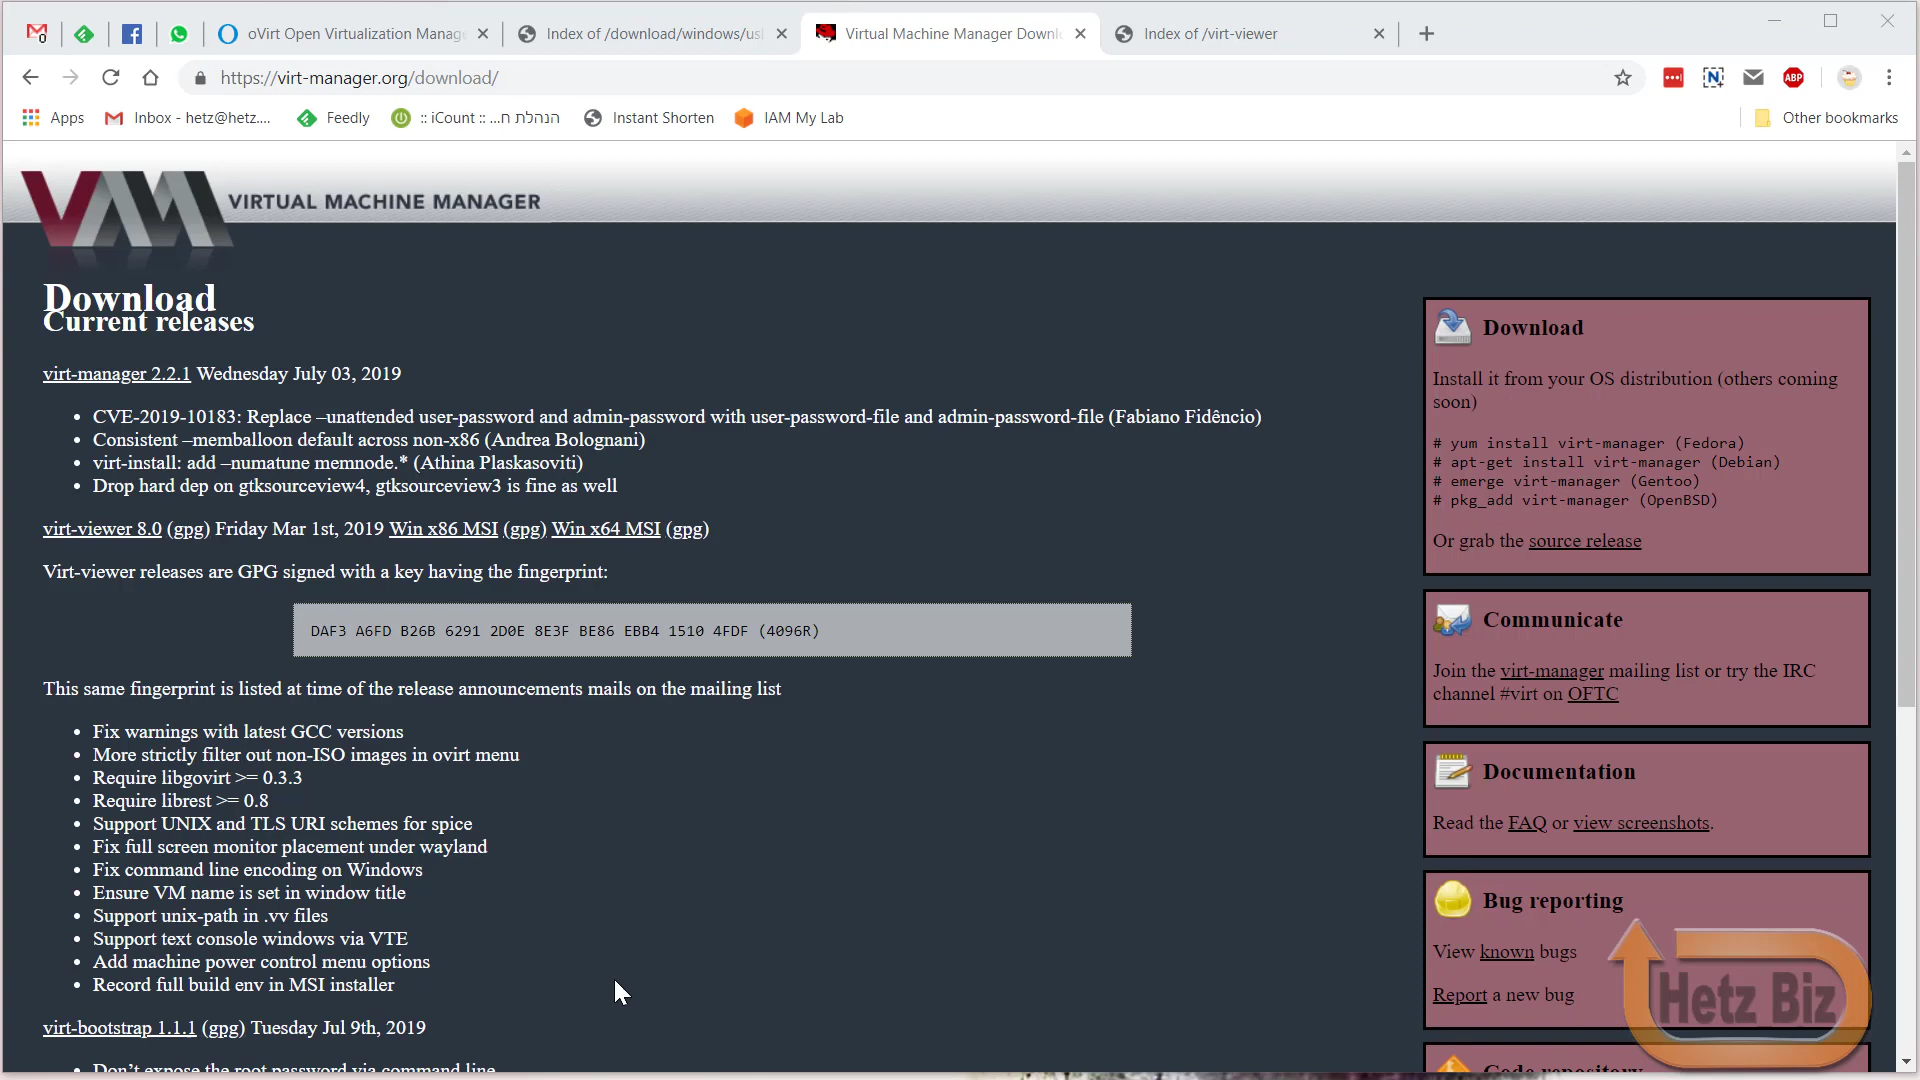 oVirt Open Virtualization Manage
Index of /download/windows/us
Virtual Machine Manager Downl
Index of /virt-viewer
https://virt-manager.org/download/
ABP
Apps
Inbox - hetz@hetz....
Feedly
:: iCount :: ...הנהלת ח
Instant Shorten
IAM My Lab
Other bookmarks
VMM
VIRTUAL MACHINE MANAGER
Download
Current releases
virt-manager 2.2.1 Wednesday July 03, 2019
• CVE-2019-10183: Replace –unattended user-password and admin-password with user-password-file and admin-password-file (Fabiano Fidêncio)
• Consistent –memballoon default across non-x86 (Andrea Bolognani)
• virt-install: add –numatune memnode.* (Athina Plaskasoviti)
• Drop hard dep on gtksourceview4, gtksourceview3 is fine as well
virt-viewer 8.0 (gpg) Friday Mar 1st, 2019 Win x86 MSI (gpg) Win x64 MSI (gpg)
Virt-viewer releases are GPG signed with a key having the fingerprint:
DAF3 A6FD B26B 6291 2D0E 8E3F BE86 EBB4 1510 4FDF (4096R)
This same fingerprint is listed at time of the release announcements mails on the mailing list
• Fix warnings with latest GCC versions
• More strictly filter out non-ISO images in ovirt menu
• Require libgovirt >= 0.3.3
• Require librest >= 0.8
• Support UNIX and TLS URI schemes for spice
• Fix full screen monitor placement under wayland
• Fix command line encoding on Windows
• Ensure VM name is set in window title
• Support unix-path in .vv files
• Support text console windows via VTE
• Add machine power control menu options
• Record full build env in MSI installer
virt-bootstrap 1.1.1 (gpg) Tuesday Jul 9th, 2019
• Don't expose the root password via command line
Download
Install it from your OS distribution (others coming
soon)
# yum install virt-manager (Fedora)
# apt-get install virt-manager (Debian)
# emerge virt-manager (Gentoo)
# pkg_add virt-manager (OpenBSD)
Or grab the source release
Communicate
Join the virt-manager mailing list or try the IRC
channel #virt on OFTC
Documentation
Read the FAQ or view screenshots.
Bug reporting
View known bugs
Report a new bug
Code repository
Hetz Biz